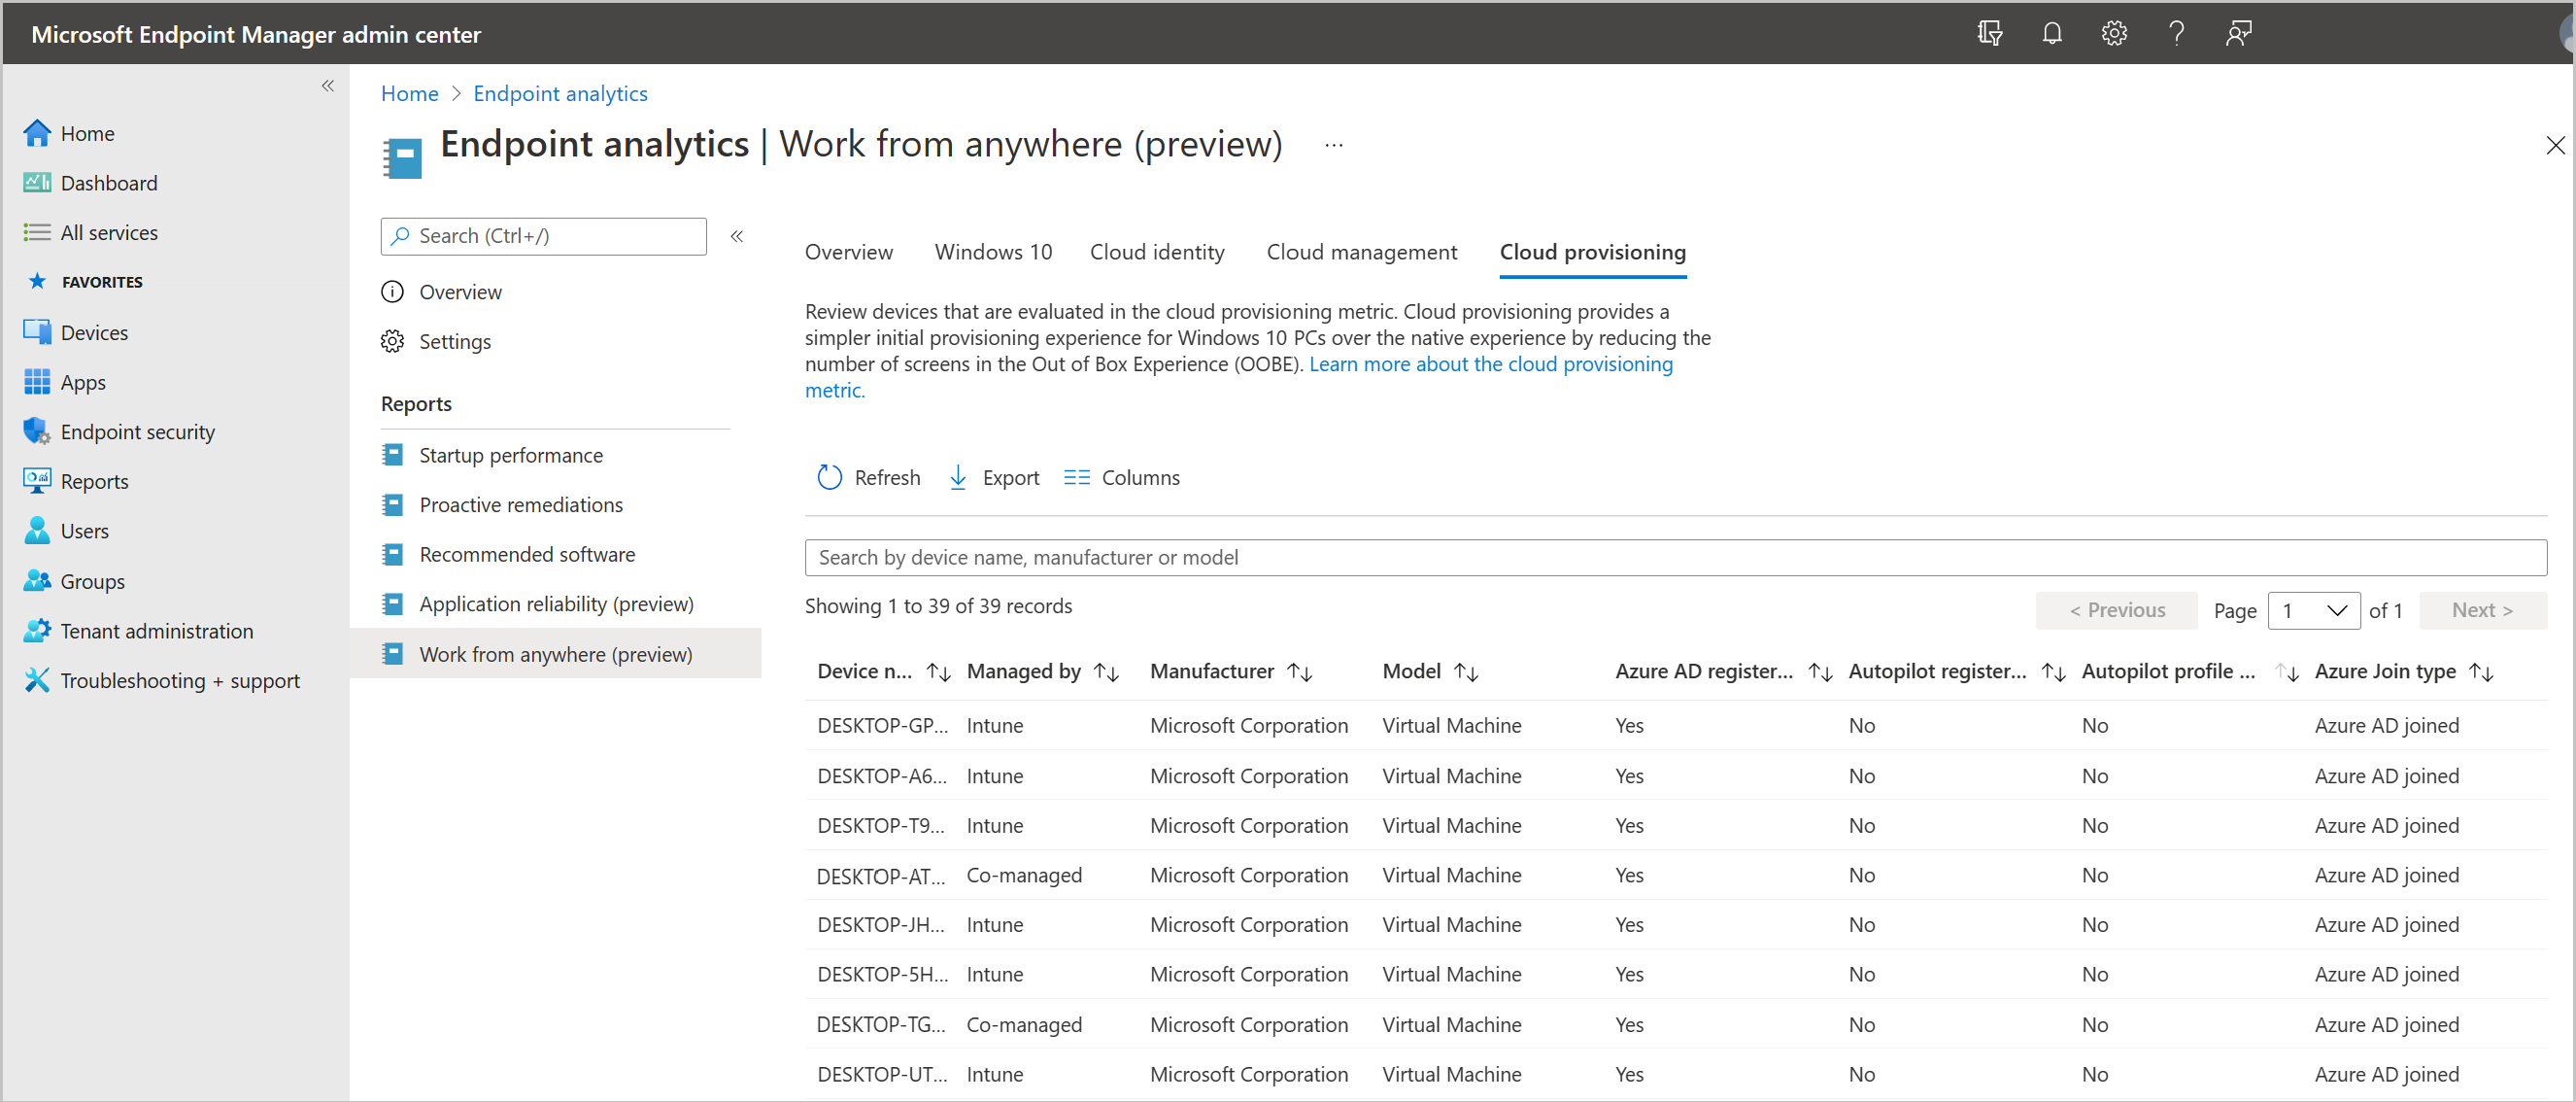 Microsoft Endpoint Manager admin center
Home
Dashboard
All services
FAVORITES
Devices
Apps
Endpoint security
Reports
Users
Groups
Tenant administration
Troubleshooting + support
Home > Endpoint analytics
Endpoint analytics | Work from anywhere (preview) ...
Search (Ctrl+/)
Overview
Settings
Reports
Startup performance
Proactive remediations
Recommended software
Application reliability (preview)
Work from anywhere (preview)
Overview Windows 10 Cloud identity Cloud management Cloud provisioning
Review devices that are evaluated in the cloud provisioning metric. Cloud provisioning provides a
simpler initial provisioning experience for Windows 10 PCs over the native experience by reducing the
number of screens in the Out of Box Experience (OOBE). Learn more about the cloud provisioning
metric.
Refresh Export Columns
Search by device name, manufacturer or model
Showing 1 to 39 of 39 records
< Previous Page 1 of 1 Next >
Device n... Managed by Manufacturer Model Azure AD register... Autopilot register... Autopilot profile ... Azure Join type
DESKTOP-GP... Intune Microsoft Corporation Virtual Machine Yes No No Azure AD joined
DESKTOP-A6... Intune Microsoft Corporation Virtual Machine Yes No No Azure AD joined
DESKTOP-T9... Intune Microsoft Corporation Virtual Machine Yes No No Azure AD joined
DESKTOP-AT... Co-managed Microsoft Corporation Virtual Machine Yes No No Azure AD joined
DESKTOP-JH... Intune Microsoft Corporation Virtual Machine Yes No No Azure AD joined
DESKTOP-5H... Intune Microsoft Corporation Virtual Machine Yes No No Azure AD joined
DESKTOP-TG... Co-managed Microsoft Corporation Virtual Machine Yes No No Azure AD joined
DESKTOP-UT... Intune Microsoft Corporation Virtual Machine Yes No No Azure AD joined